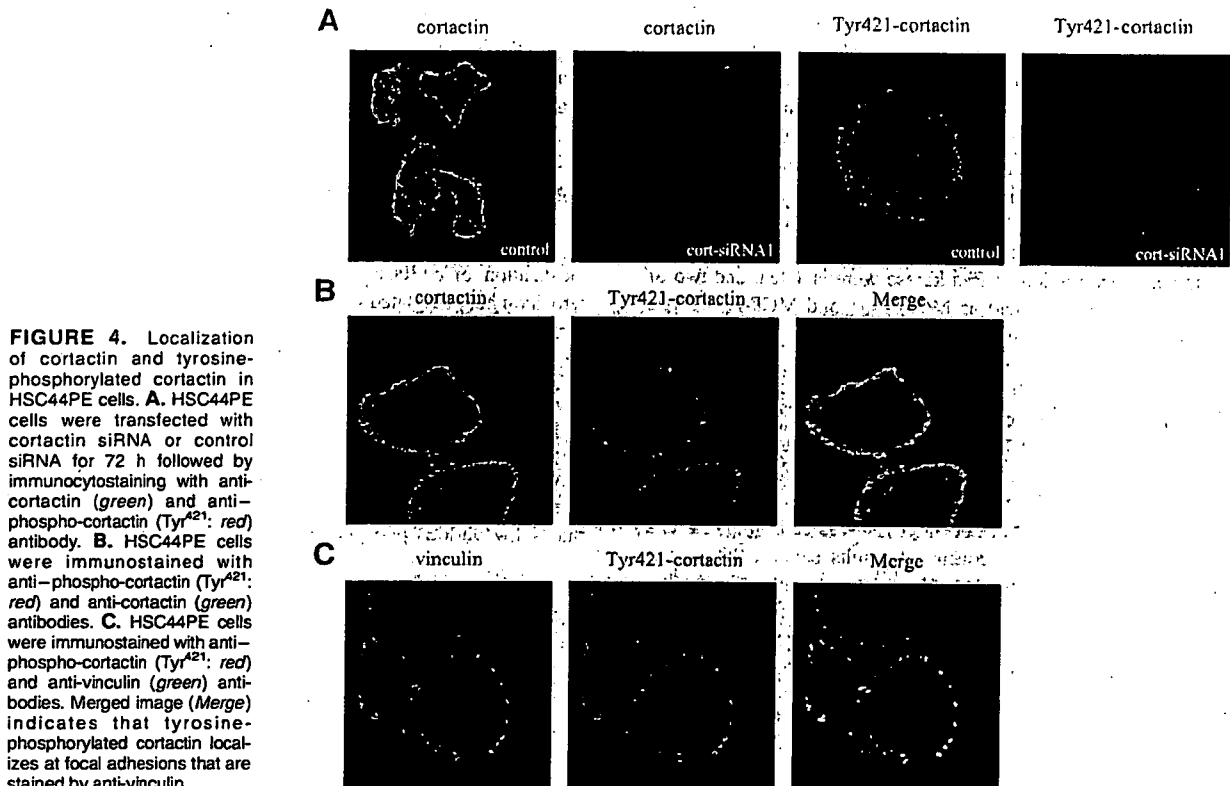 A
cortactin cortactin Tyr421-cortactin Tyr421-cortactin
control cort-siRNA1 control cort-siRNA1
B
cortactin Tyr421-cortactin Merge
C
vinculin Tyr421-cortactin Merge
FIGURE 4. Localization
of cortactin and tyrosine-
phosphorylated cortactin in
HSC44PE cells. A. HSC44PE
cells were transfected with
cortactin siRNA or control
siRNA for 72 h followed by
immunocytostaining with anti-
cortactin (green) and anti–
phospho-cortactin (Tyr⁴²¹: red)
antibody. B. HSC44PE cells
were immunostained with
anti–phospho-cortactin (Tyr⁴²¹:
red) and anti-cortactin (green)
antibodies. C. HSC44PE cells
were immunostained with anti–
phospho-cortactin (Tyr⁴²¹: red)
and anti-vinculin (green) anti-
bodies. Merged image (Merge)
indicates that tyrosine-
phosphorylated cortactin local-
izes at focal adhesions that are
stained by anti-vinculin